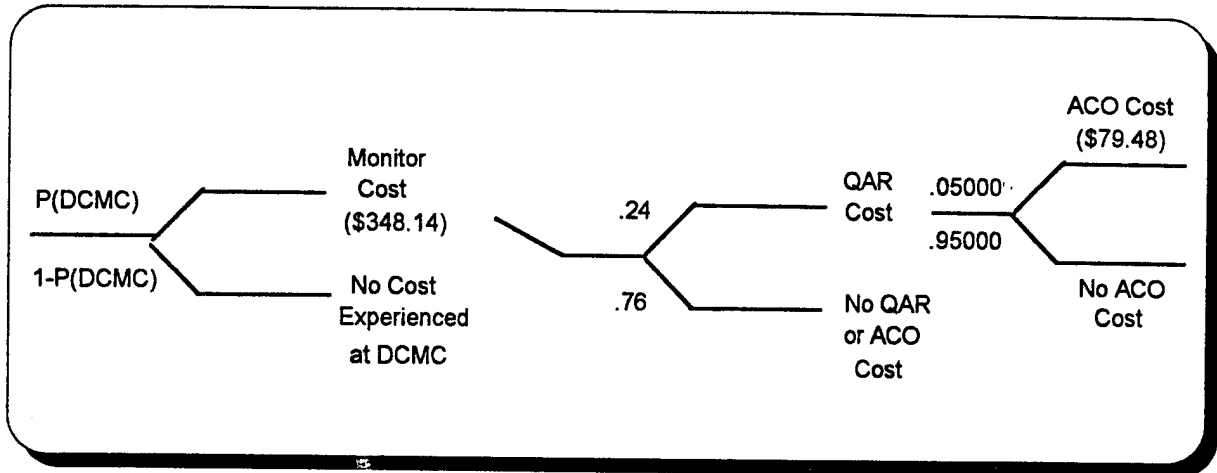 P(DCMC)
1-P(DCMC)
Monitor
Cost
($348.14)
No Cost
Experienced
at DCMC
.24
.76
QAR
Cost
No QAR
or ACO
Cost
.05000
.95000
ACO Cost
($79.48)
No ACO
Cost